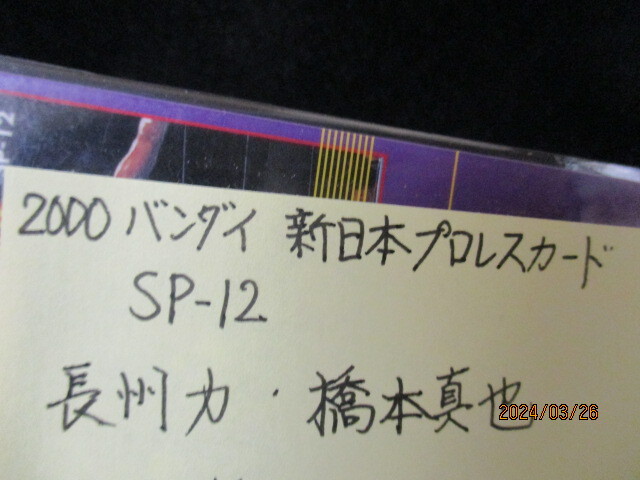 P-12
2000 バンダイ 新日本プロレスカード
SP-12
長州力・橋本真也
2024/03/26